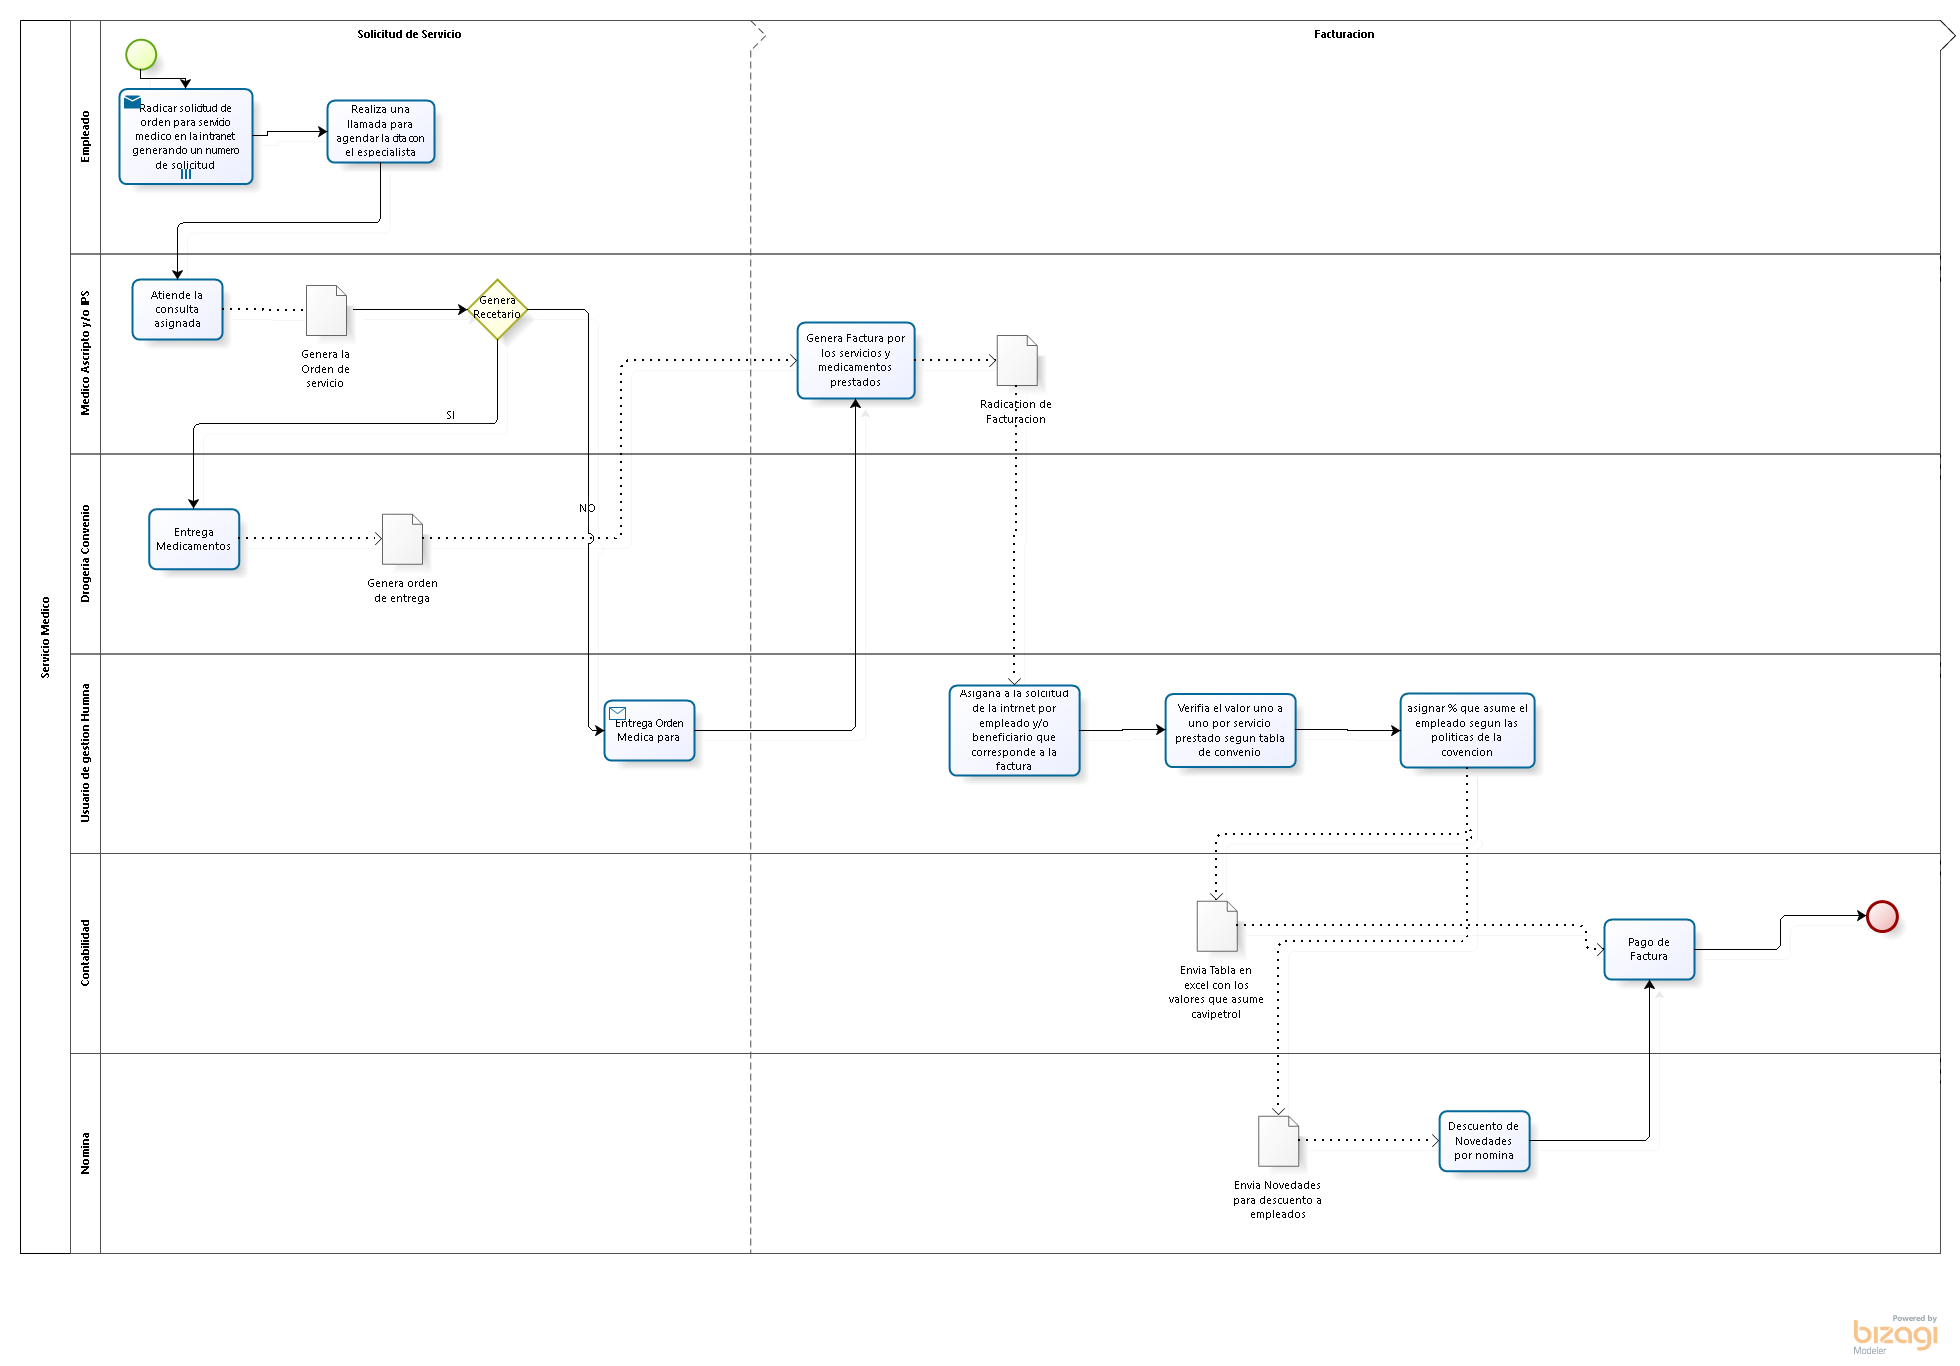 Solicitud de Servicio
Facturacion
Servicio Medico
Empleado
Radicar solicitud de
orden para servicio
medico en la intranet
generando un numero
de solicitud
Realiza una
llamada para
agendar la cita con
el especialista
Medico Ascripto y/o IPS
Atiende la
consulta
asignada
Genera la
Orden de
servicio
Genera
Recetario
SI
NO
Genera Factura por
los servicios y
medicamentos
prestados
Radication de
Facturacion
Drogeria Convenio
Entrega
Medicamentos
Genera orden
de entrega
Usuario de gestion Humna
Entrega Orden
Medica para
Asigana a la solciitud
de la intrnet por
empleado y/o
beneficiario que
corresponde a la
factura
Verifia el valor uno a
uno por servicio
prestado segun tabla
de convenio
asignar % que asume el
empleado segun las
politicas de la
covencion
Contabilidad
Envia Tabla en
excel con los
valores que asume
cavipetrol
Pago de
Factura
Nomina
Envia Novedades
para descuento a
empleados
Descuento de
Novedades
por nomina
Powered by
bizagi
Modeler